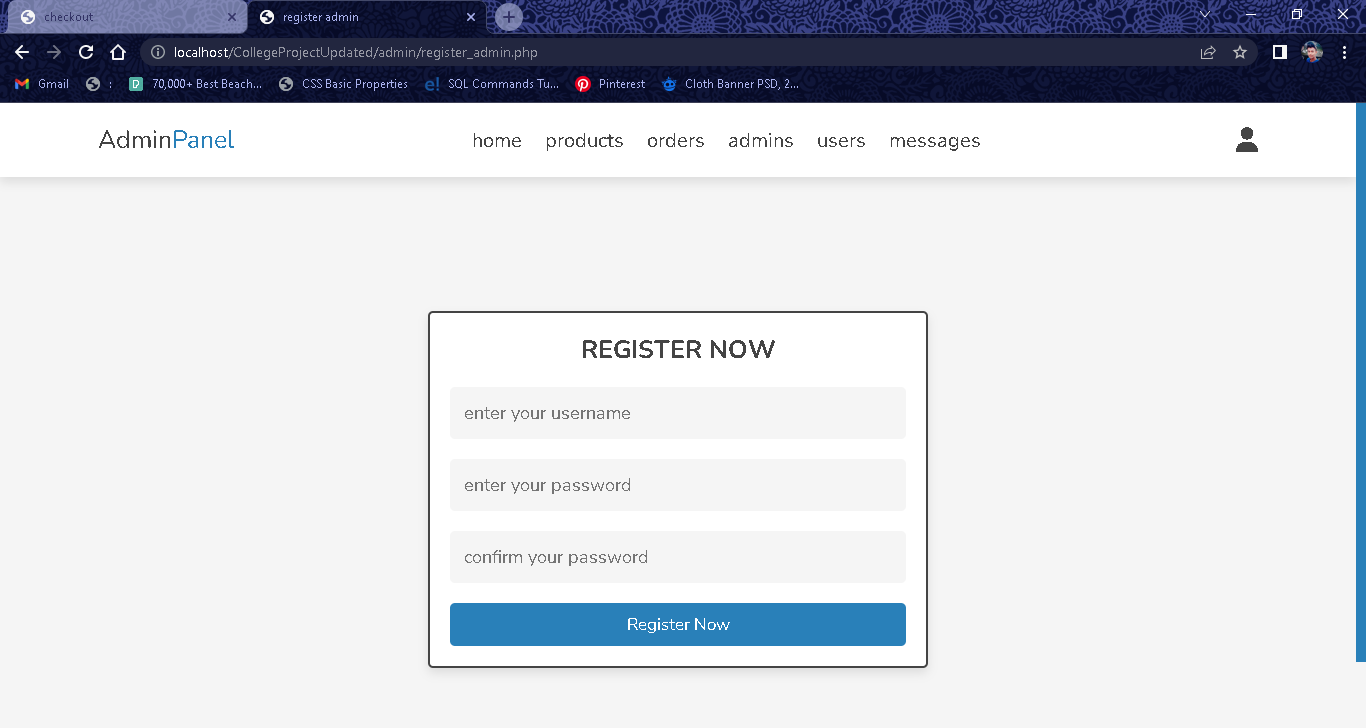 checkout
register admin
localhost/CollegeProjectUpdated/admin/register_admin.php
Gmail : 70,000+ Best Beach... CSS Basic Properties SQL Commands Tu... Pinterest Cloth Banner PSD, 2...
AdminPanel home products orders admins users messages
REGISTER NOW
enter your username
enter your password
confirm your password
Register Now